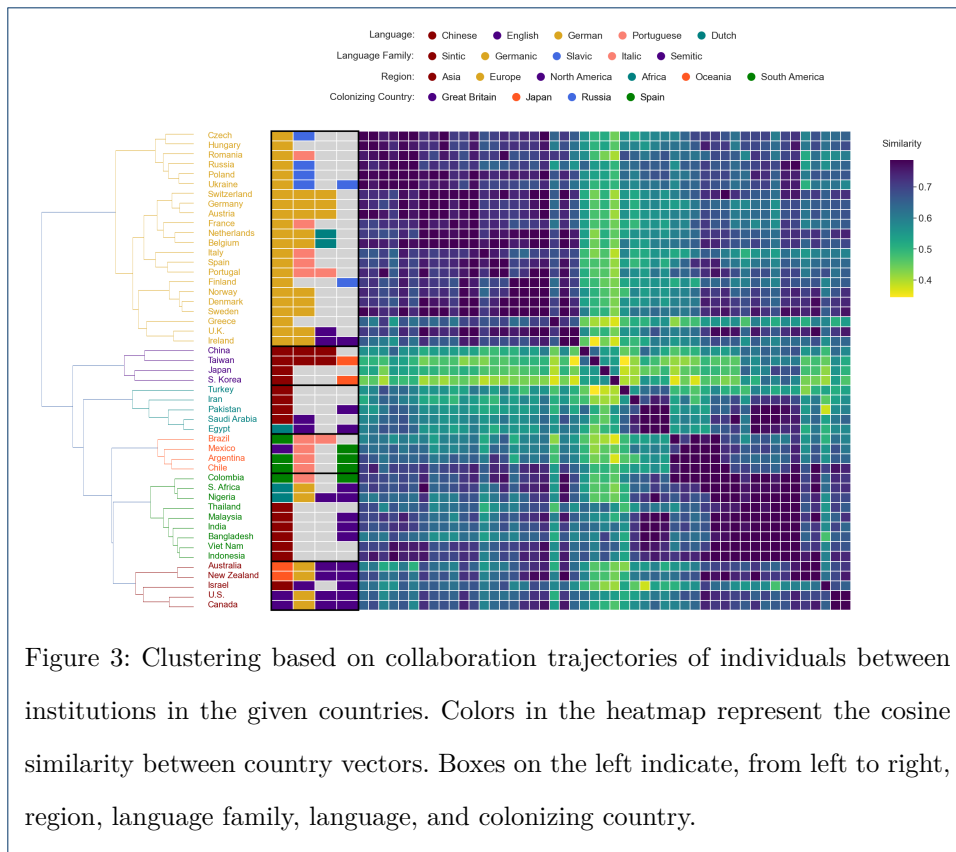 Language: Chinese English German Portuguese Dutch
Language Family: Sintic Germanic Slavic Italic Semitic
Region: Asia Europe North America Africa Oceania South America
Colonizing Country: Great Britain Japan Russia Spain
Czech
Hungary
Romania
Russia
Poland
Ukraine
Switzerland
Germany
Austria
France
Netherlands
Belgium
Italy
Spain
Portugal
Finland
Norway
Denmark
Sweden
Greece
U.K.
Ireland
China
Taiwan
Japan
S. Korea
Turkey
Iran
Pakistan
Saudi Arabia
Egypt
Brazil
Mexico
Argentina
Chile
Colombia
S. Africa
Nigeria
Thailand
Malaysia
India
Bangladesh
Viet Nam
Indonesia
Australia
New Zealand
Israel
U.S.
Canada
Similarity
0.7
0.6
0.5
0.4
Figure 3: Clustering based on collaboration trajectories of individuals between
institutions in the given countries. Colors in the heatmap represent the cosine
similarity between country vectors. Boxes on the left indicate, from left to right,
region, language family, language, and colonizing country.